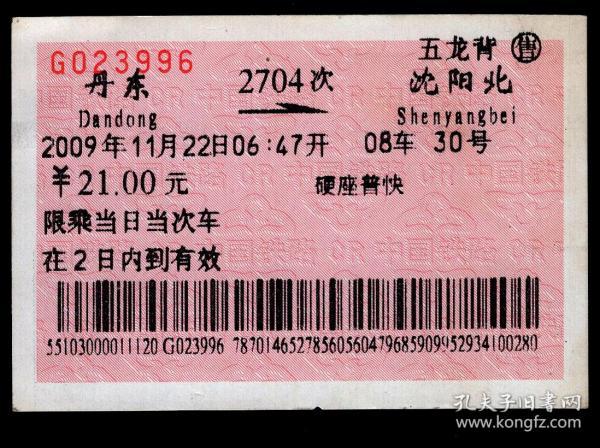 五龙背 售
G023996
丹东 2704次 沈阳北
Dandong Shenyangbei
2009年11月22日06:47开 08车 30号
¥21.00元 硬座普快
限乘当日当次车
在2日内到有效
55103000011120 G023996 78701465278560560479685909952934100280
孔夫子旧书网
www.kongfz.com